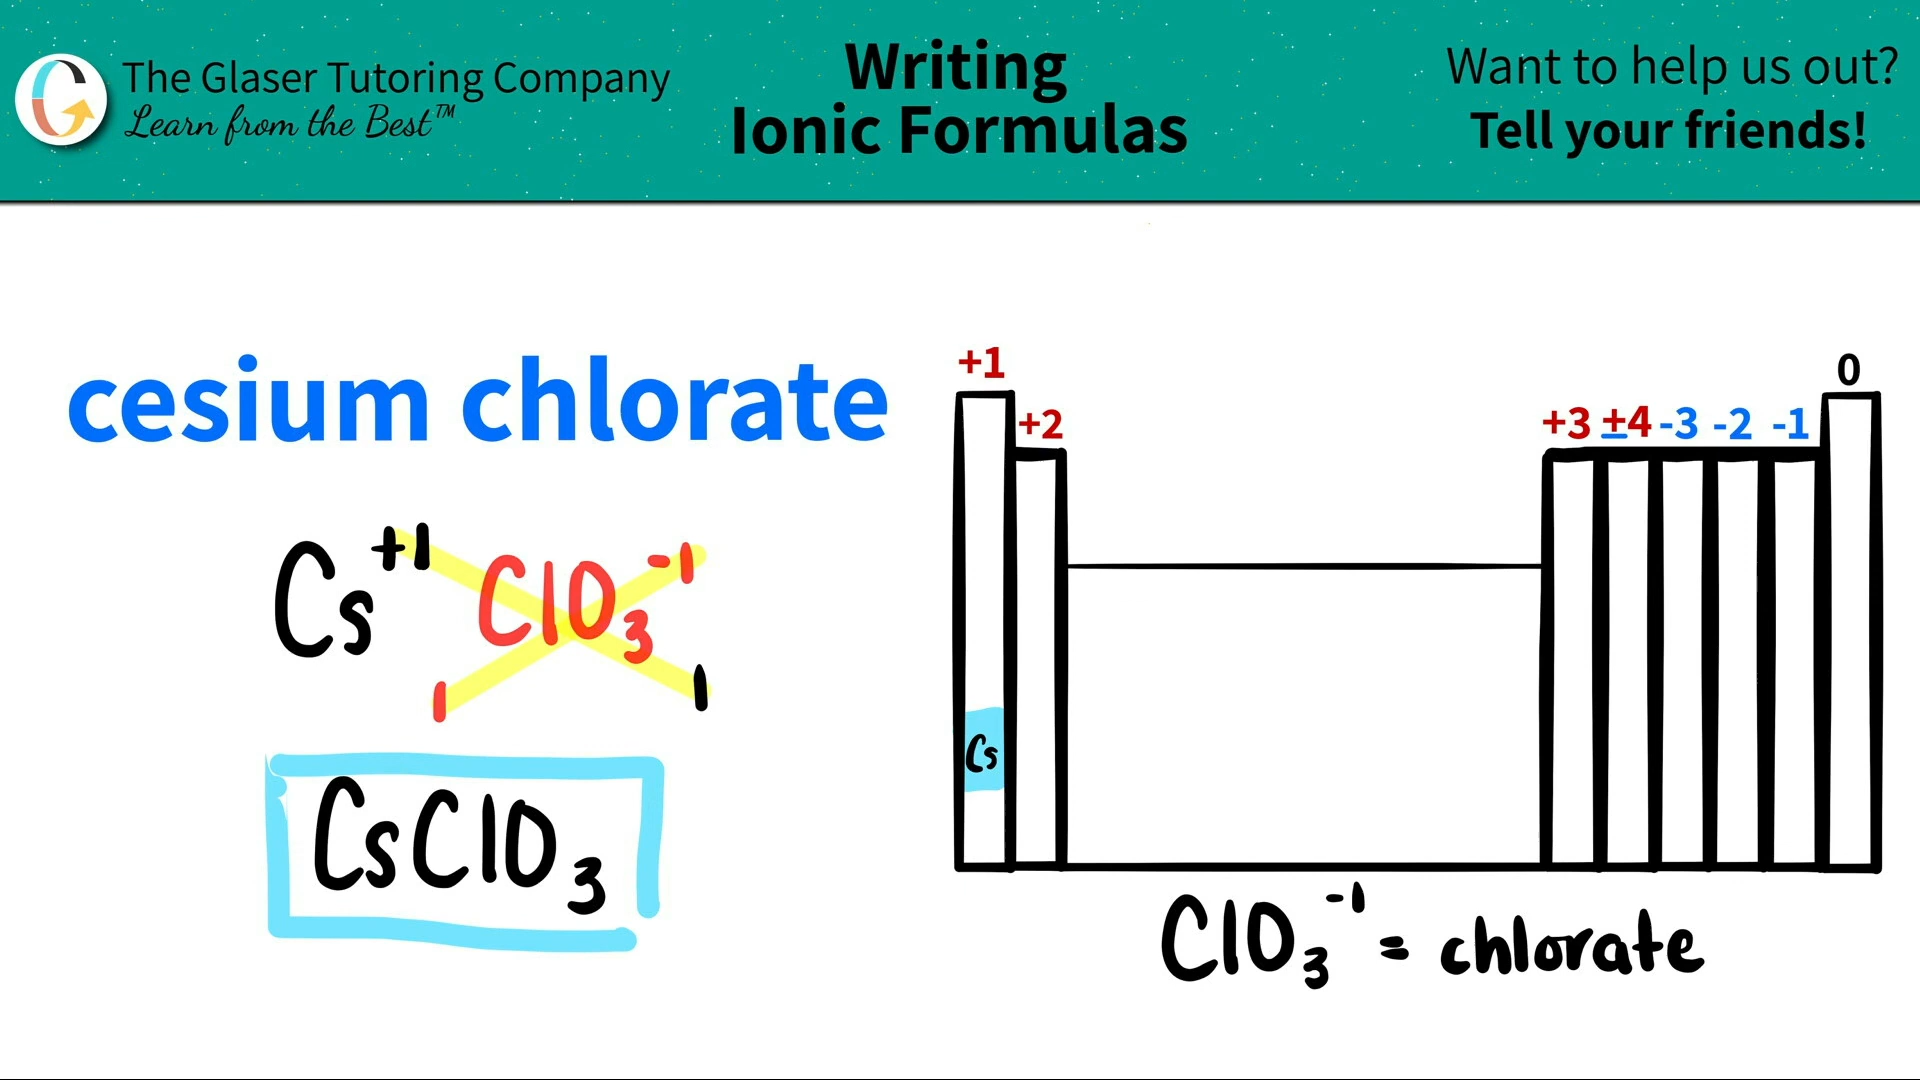 The Glaser Tutoring Company
Learn from the Best™
Writing
Ionic Formulas
Want to help us out?
Tell your friends!
cesium chlorate
Cs⁺¹ ClO₃⁻¹
1 1
CsClO₃
+1 0
+2 +3 ±4 -3 -2 -1
Cs
ClO₃⁻¹ = chlorate